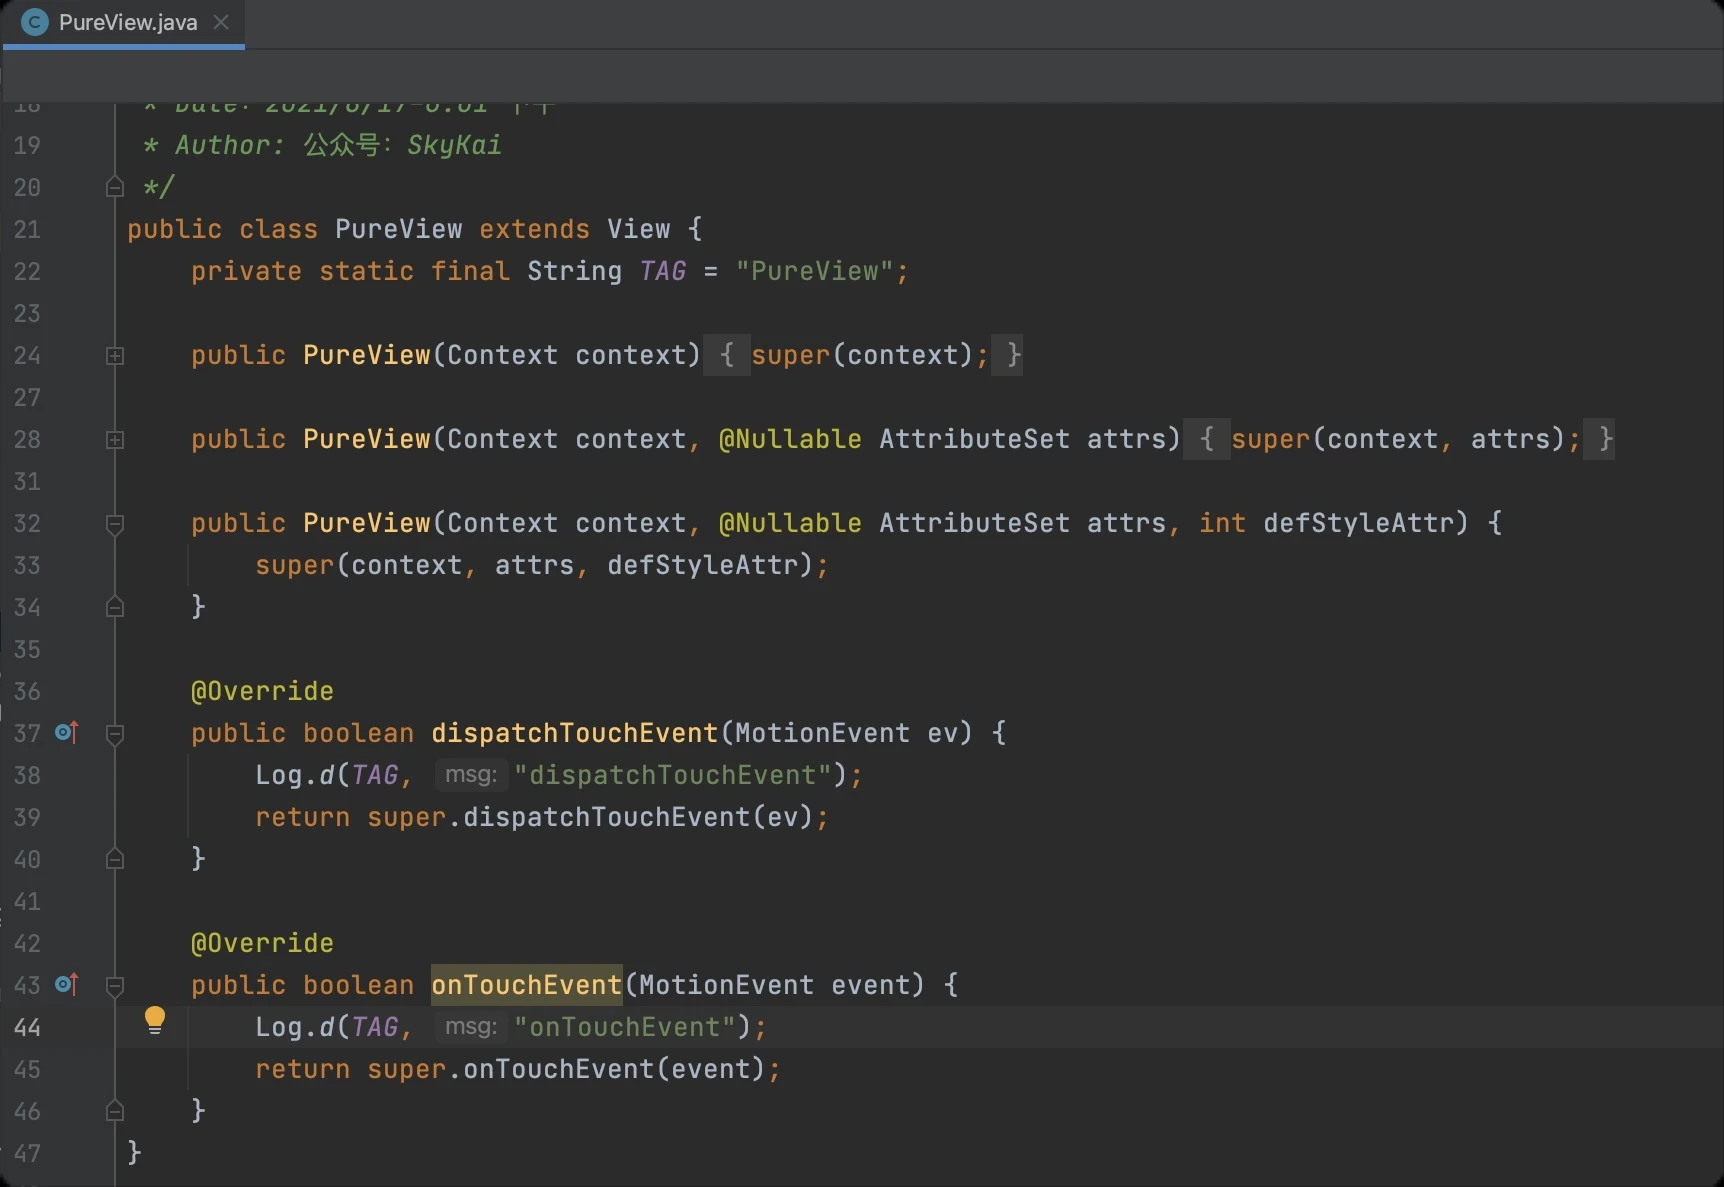 PureView.java
19 * Author: 公众号: SkyKai
20 */
21 public class PureView extends View {
22 private static final String TAG = "PureView";
23
24 public PureView(Context context) { super(context); }
27
28 public PureView(Context context, @Nullable AttributeSet attrs) { super(context, attrs); }
31
32 public PureView(Context context, @Nullable AttributeSet attrs, int defStyleAttr) {
33 super(context, attrs, defStyleAttr);
34 }
35
36 @Override
37 public boolean dispatchTouchEvent(MotionEvent ev) {
38 Log.d(TAG, msg: "dispatchTouchEvent");
39 return super.dispatchTouchEvent(ev);
40 }
41
42 @Override
43 public boolean onTouchEvent(MotionEvent event) {
44 Log.d(TAG, msg: "onTouchEvent");
45 return super.onTouchEvent(event);
46 }
47 }